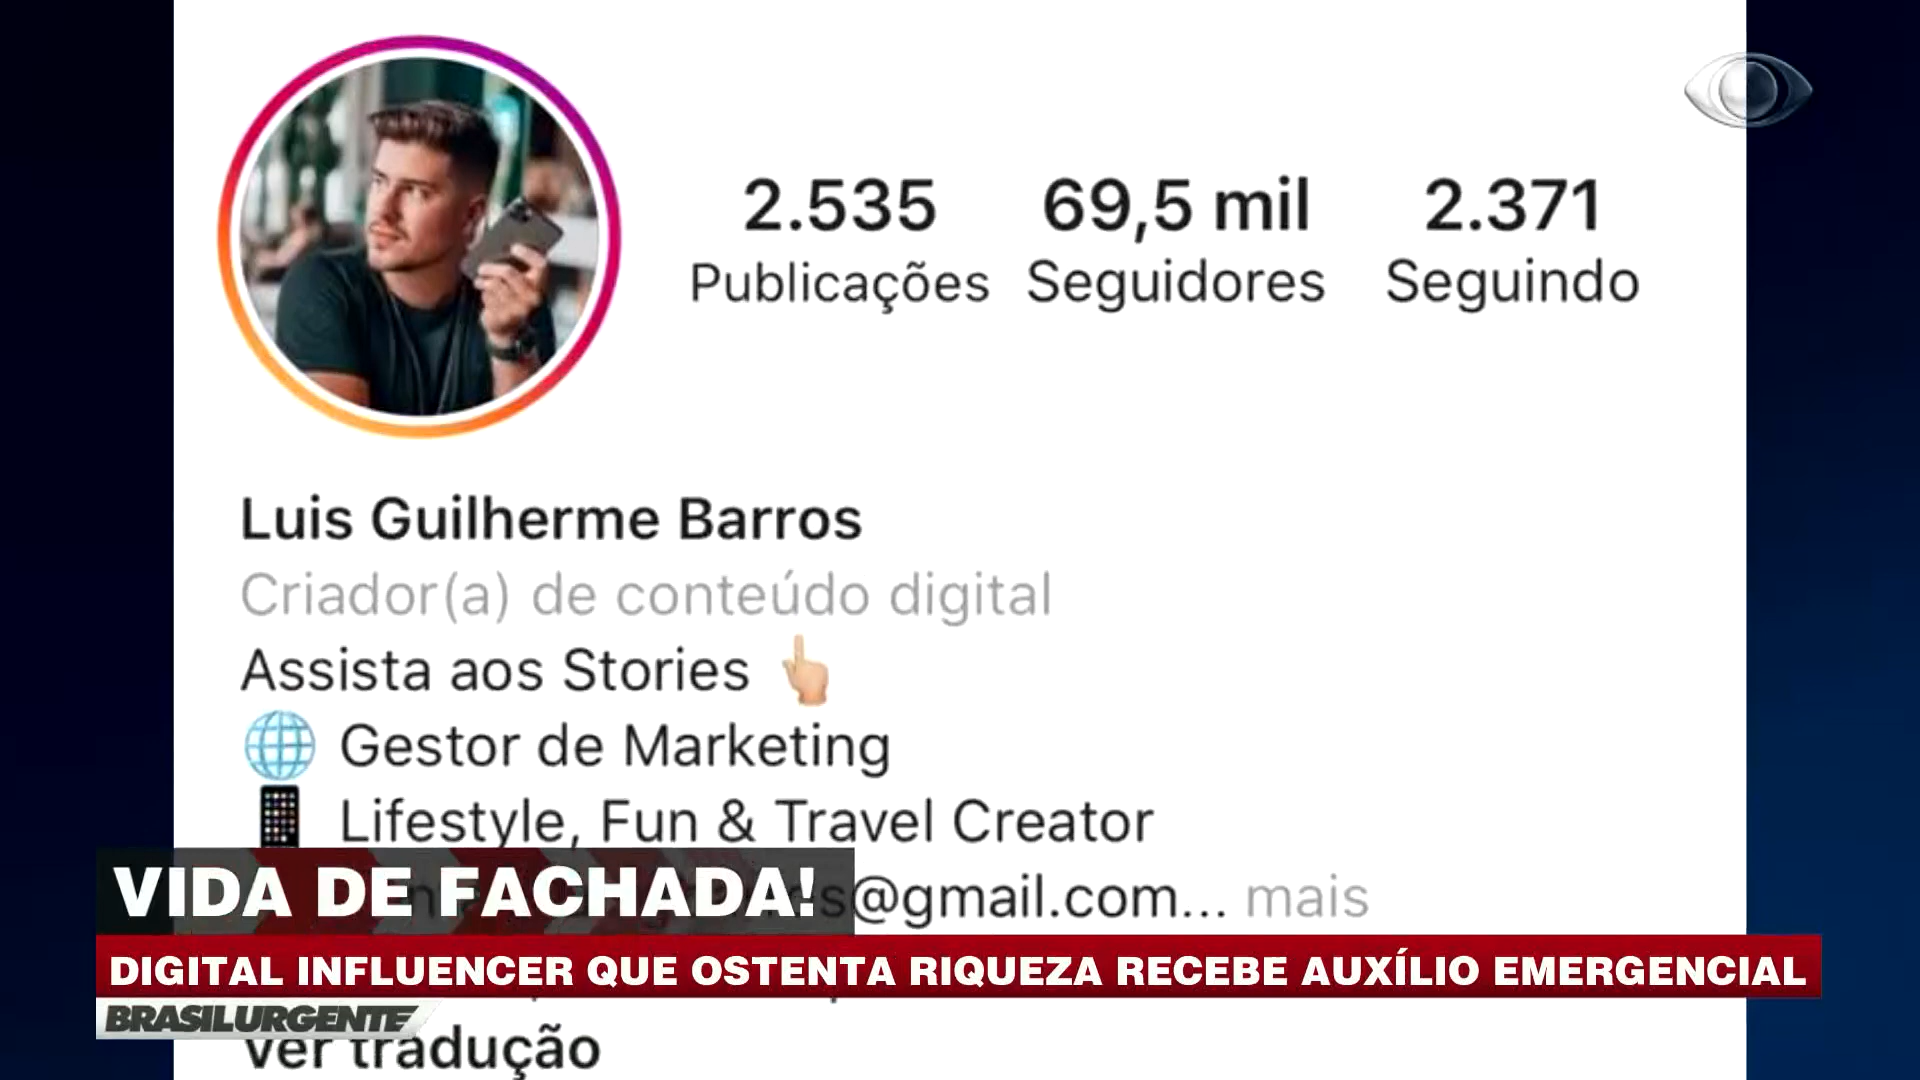 2.535 69,5 mil 2.371
Publicações Seguidores Seguindo
Luis Guilherme Barros
Criador(a) de conteúdo digital
Assista aos Stories
Gestor de Marketing
Lifestyle, Fun & Travel Creator
VIDA DE FACHADA!
s@gmail.com... mais
DIGITAL INFLUENCER QUE OSTENTA RIQUEZA RECEBE AUXÍLIO EMERGENCIAL
BRASILURGENTE
Ver tradução